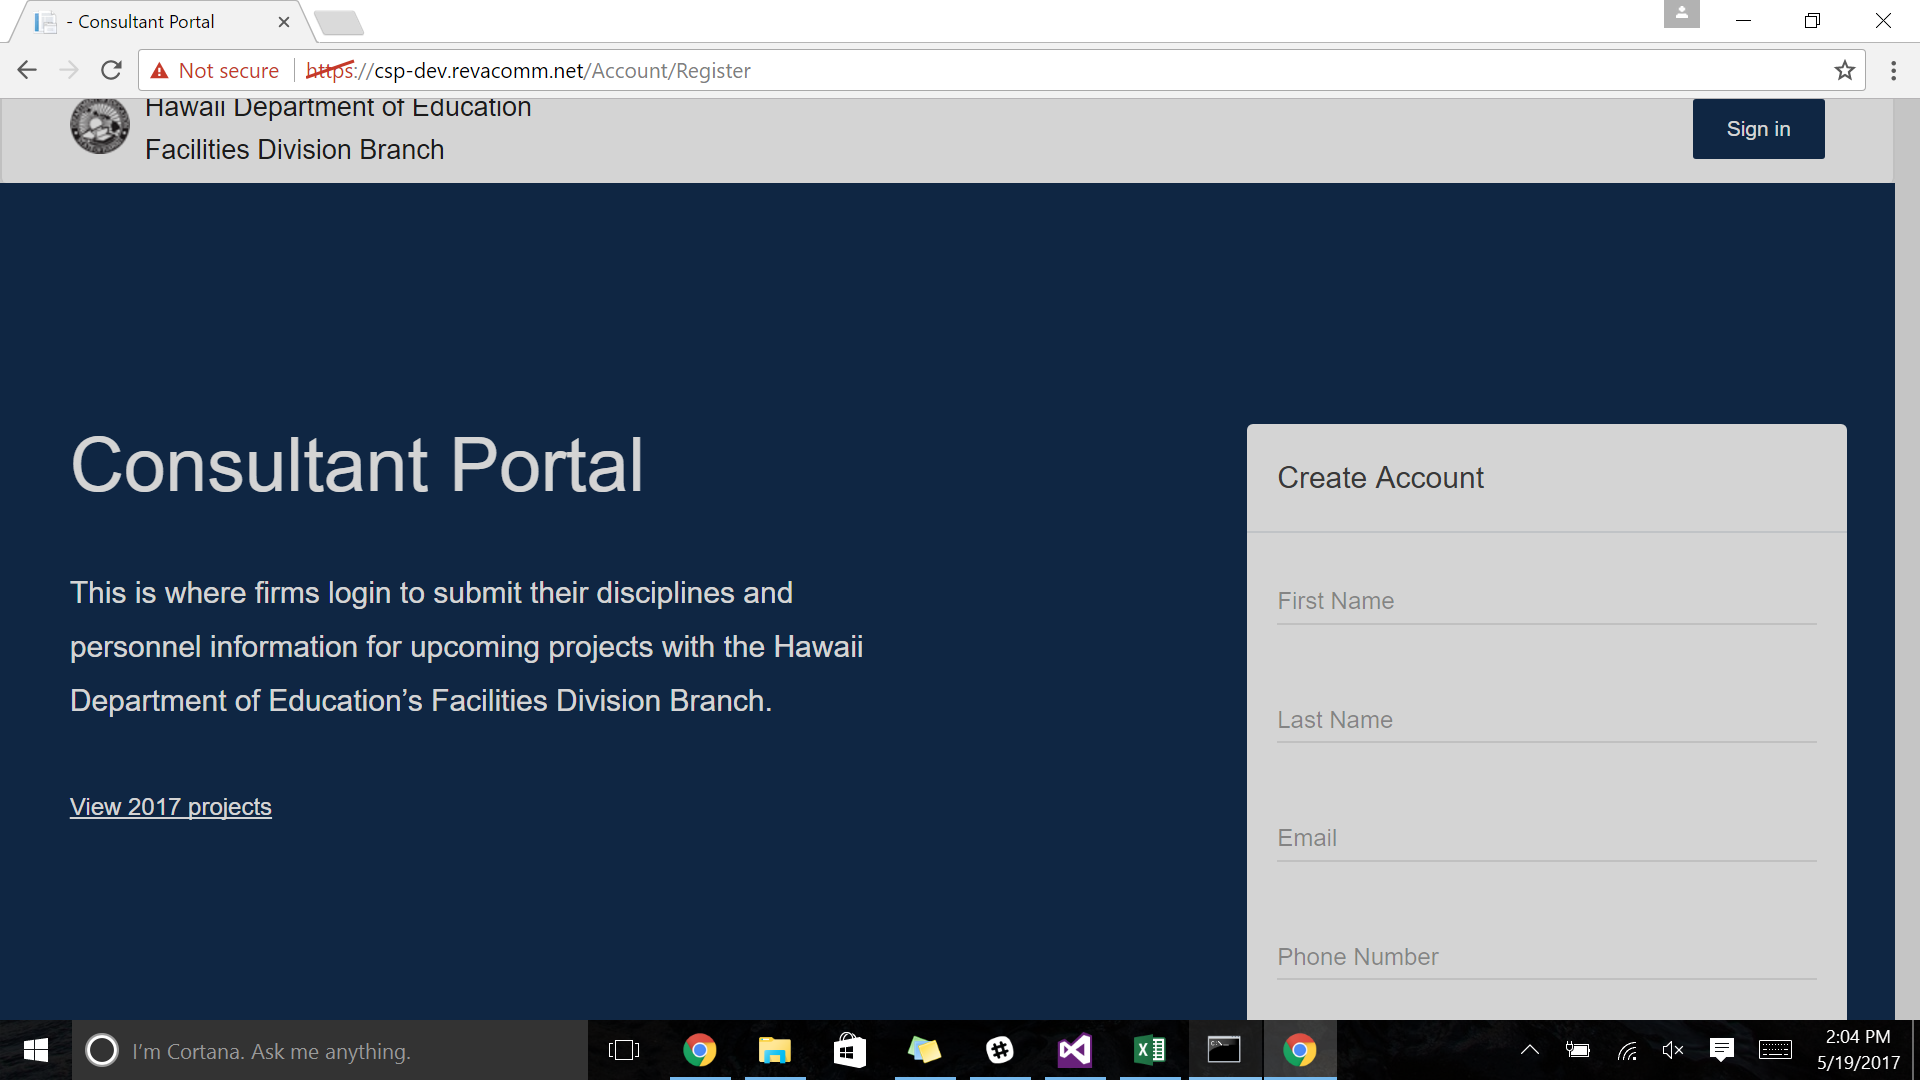 - Consultant Portal
Not secure
https://csp-dev.revacomm.net/Account/Register
Hawaii Department of Education
Facilities Division Branch
Sign in
Consultant Portal
This is where firms login to submit their disciplines and
personnel information for upcoming projects with the Hawaii
Department of Education’s Facilities Division Branch.
View 2017 projects
Create Account
First Name
Last Name
Email
Phone Number
I'm Cortana. Ask me anything.
2:04 PM
5/19/2017